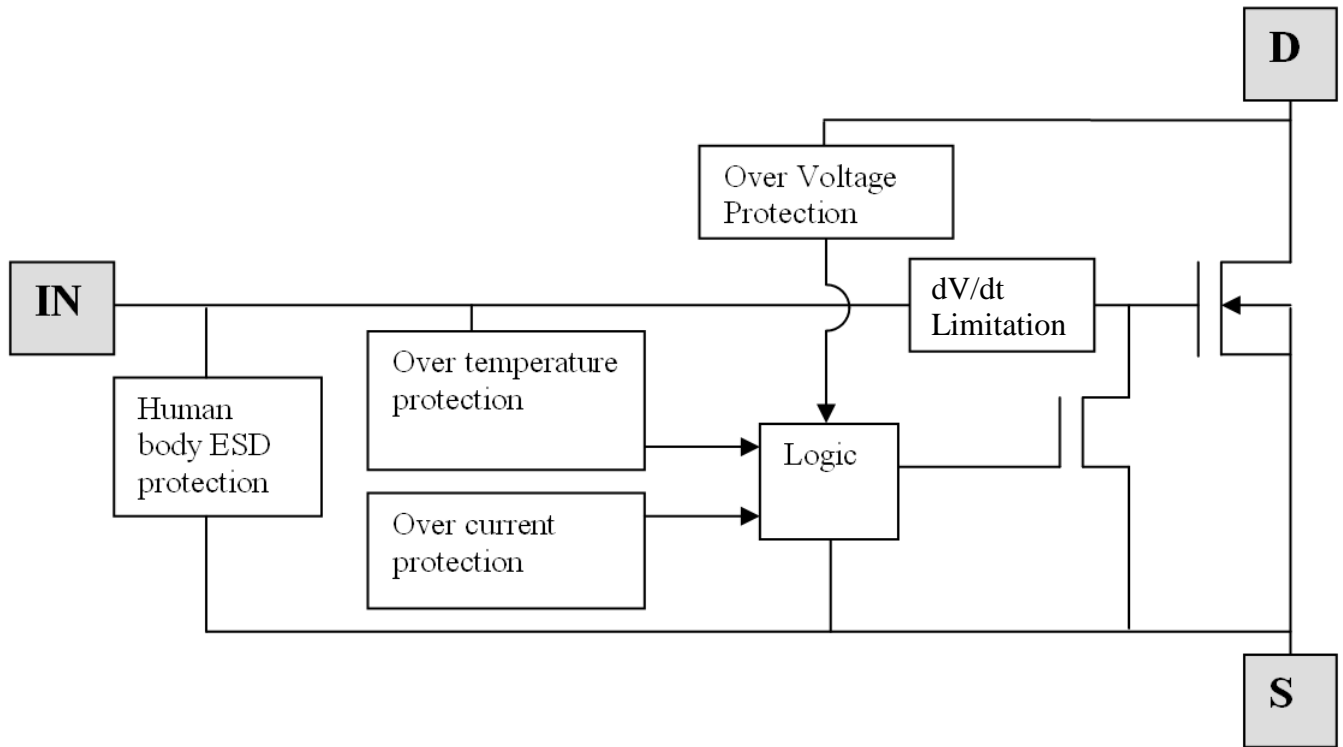 D
Over Voltage
Protection
IN
dV/dt
Limitation
Over temperature
protection
Human
body ESD
protection
Logic
Over current
protection
S